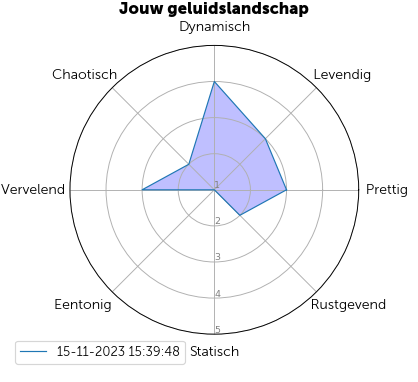 Jouw geluidslandschap
Dynamisch
Chaotisch
Levendig
Vervelend
Prettig
1
2
3
4
5
Eentonig
Rustgevend
Statisch
15-11-2023 15:39:48